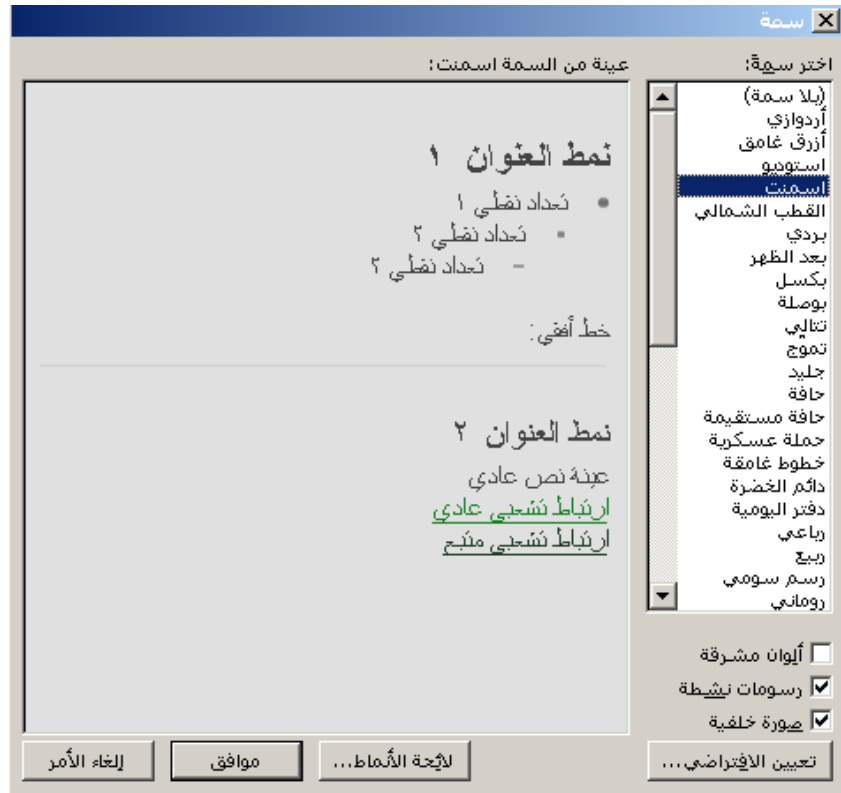 سمة
اختر سمة:
(بلا سمة)
أردوازي
أزرق غامق
استوديو
اسمنت
القطب الشمالي
بردي
بعد الظهر
بكسل
بوصلة
تتالي
تموج
جليد
حافة
حافة مستقيمة
حملة عسكرية
خطوط غامقة
دائم الخضرة
دفتر اليومية
رباعي
ربيع
رسم سومي
روماني
ألوان مشرقة
رسومات نشطة
صورة خلفية
عينة من السمة اسمنت:
نمط العنوان ١
• تعداد نقطي ١
▪ تعداد نقطي ٢
– تعداد نقطي ٣
خط أفقي:
نمط العنوان ٢
عينة نص عادي
ارتباط تشعبي عادي
ارتباط تشعبي متبع
تعيين الافتراضي...
لائحة الأنماط...
موافق
إلغاء الأمر